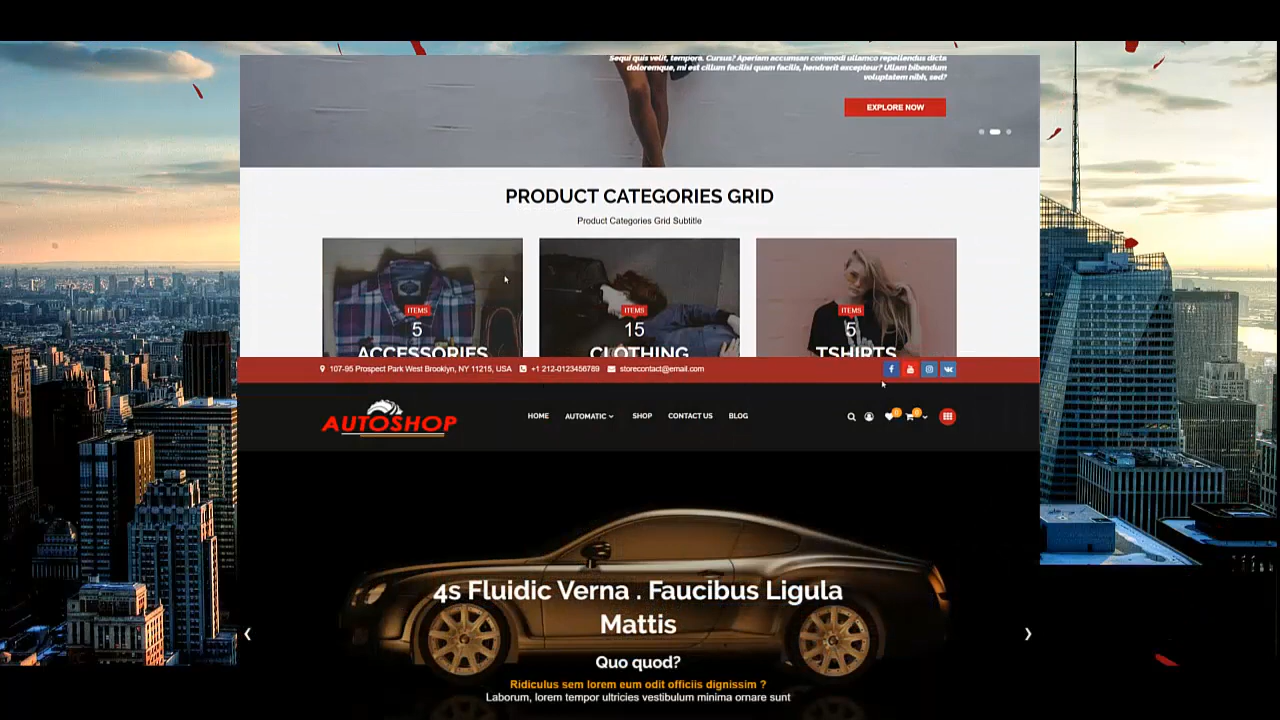 Sequi quis velit, tempora. Cursus? Aperiam accumsan commodi ullamco repellendus dicta
doloremque, mi est cillum facilisi quam facilis, hendrerit excepteur? Ullam bibendum
voluptatem nibh, sed?
EXPLORE NOW
PRODUCT CATEGORIES GRID
Product Categories Grid Subtitle
ITEMS
5
ACCESSORIES
ITEMS
15
CLOTHING
ITEMS
5
TSHIRTS
107-95 Prospect Park West Brooklyn, NY 11215, USA +1 212-0123456789 storecontact@email.com
AUTOSHOP
HOME AUTOMATIC SHOP CONTACT US BLOG
0 0
4s Fluidic Verna . Faucibus Ligula
Mattis
Quo quod?
Ridiculus sem lorem eum odit officiis dignissim ?
Laborum, lorem tempor ultricies vestibulum minima ornare sunt